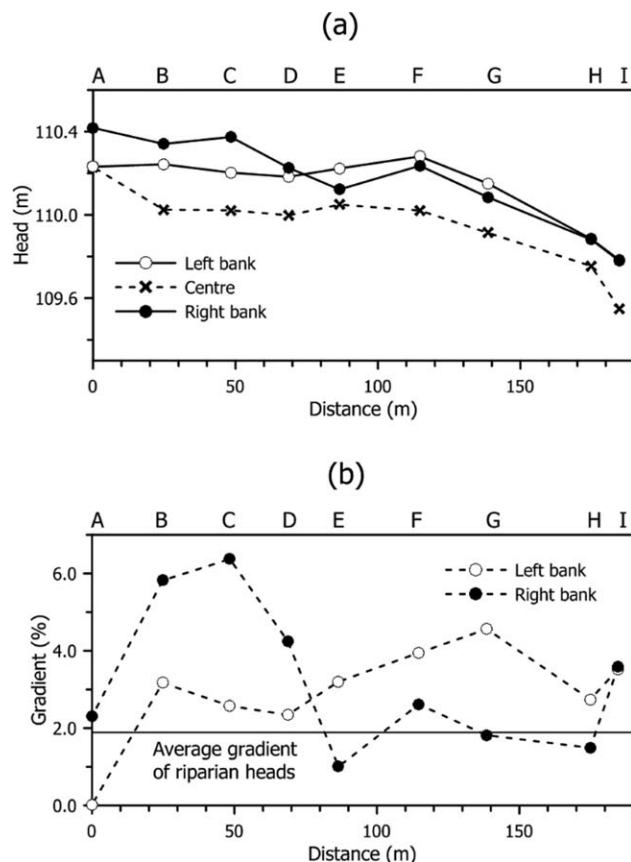 (a)
A B C D E F G H I
110.4
110.0
109.6
Head (m)
Left bank
Centre
Right bank
0 50 100 150
Distance (m)
(b)
A B C D E F G H I
6.0
4.0
2.0
0.0
Gradient (%)
Left bank
Right bank
Average gradient
of riparian heads
0 50 100 150
Distance (m)